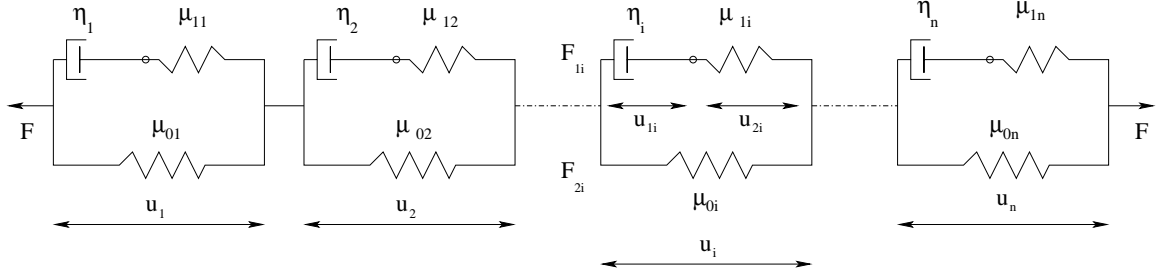 η₁ μ₁₁ η₂ μ₁₂ ηᵢ μ₁ᵢ ηₙ μ₁ₙ
F₁ᵢ
F μ₀₁ μ₀₂ u₁ᵢ u₂ᵢ μ₀ₙ F
F₂ᵢ
μ₀ᵢ
u₁ u₂ uₙ
uᵢ